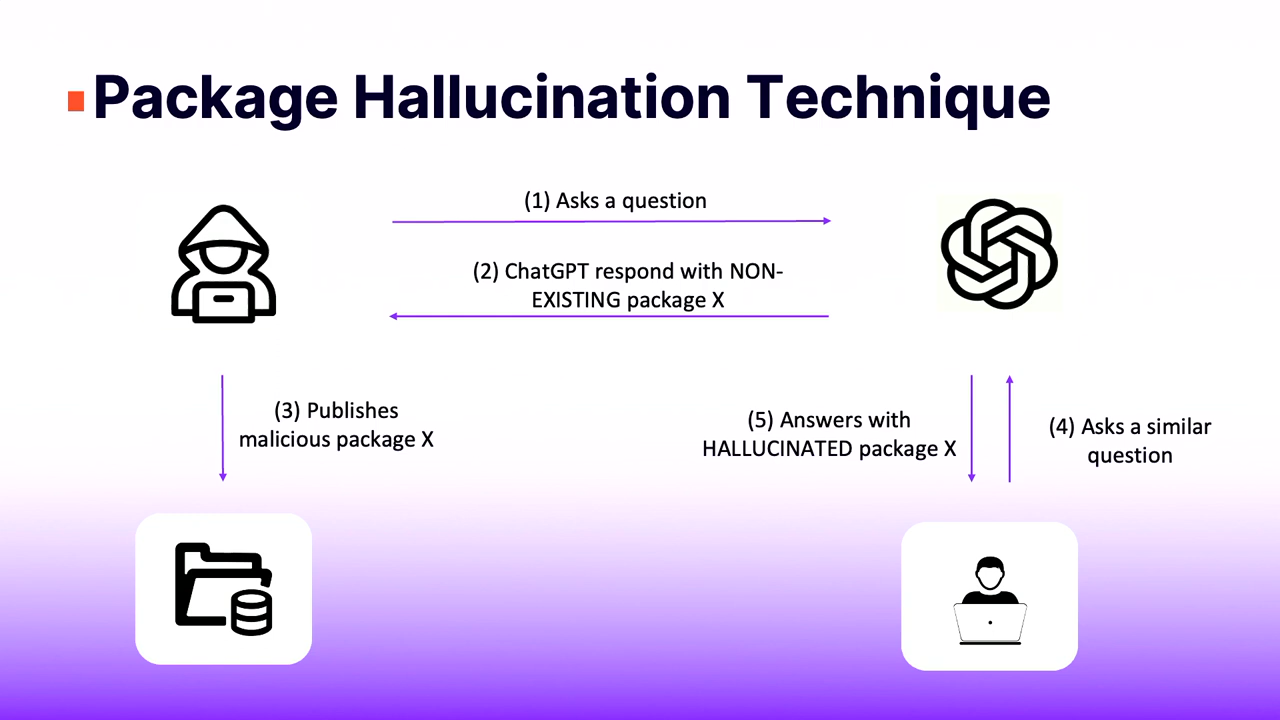 Package Hallucination Technique
(1) Asks a question
(2) ChatGPT respond with NON-
EXISTING package X
(3) Publishes
malicious package X
(5) Answers with
HALLUCINATED package X
(4) Asks a similar
question